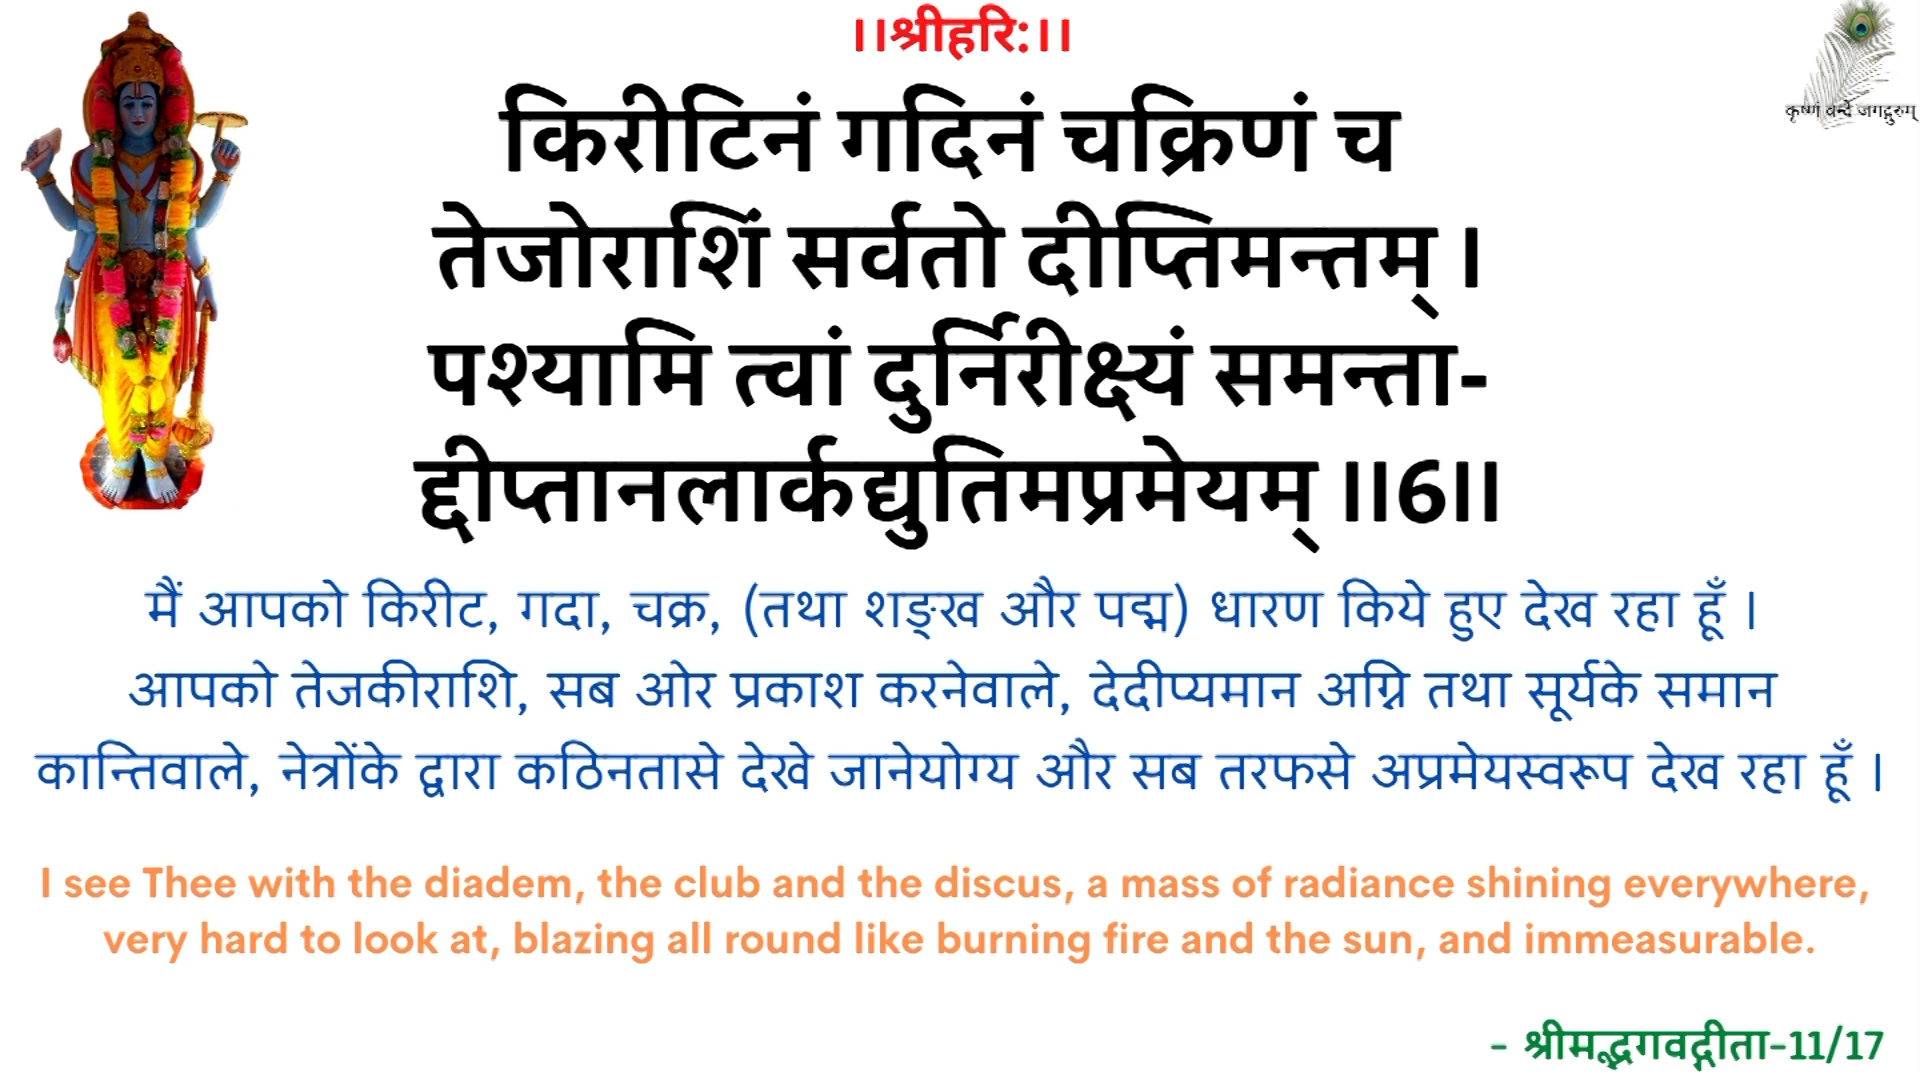 ।।श्रीहरि:।।
कृष्णं वन्दे जगद्गुरुम्
किरीटिनं गदिनं चक्रिणं च
तेजोराशिं सर्वतो दीप्तिमन्तम् ।
पश्यामि त्वां दुर्निरीक्ष्यं समन्ता-
द्दीप्तानलार्कद्युतिमप्रमेयम् ।।6।।
मैं आपको किरीट, गदा, चक्र, (तथा शङ्ख और पद्म) धारण किये हुए देख रहा हूँ ।
आपको तेजकीराशि, सब ओर प्रकाश करनेवाले, देदीप्यमान अग्नि तथा सूर्यके समान
कान्तिवाले, नेत्रोंके द्वारा कठिनतासे देखे जानेयोग्य और सब तरफसे अप्रमेयस्वरूप देख रहा हूँ ।
I see Thee with the diadem, the club and the discus, a mass of radiance shining everywhere,
very hard to look at, blazing all round like burning fire and the sun, and immeasurable.
- श्रीमद्भगवद्गीता-11/17